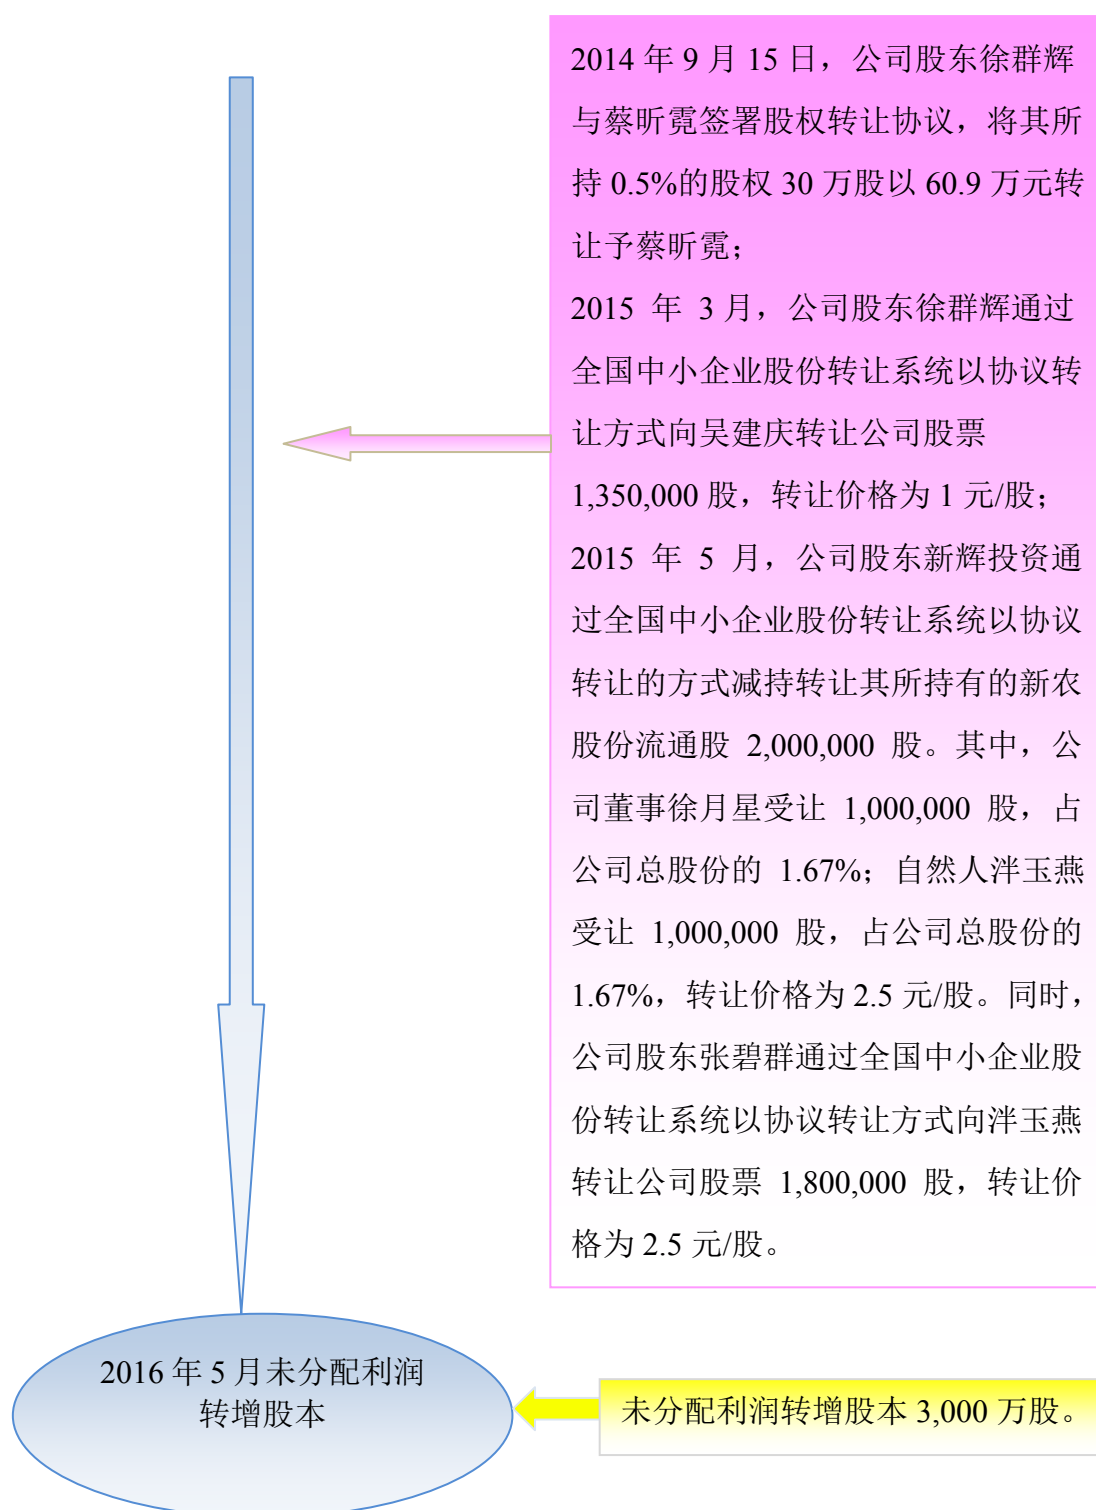 2014 年 9 月 15 日，公司股东徐群辉
与蔡昕霓签署股权转让协议，将其所
持 0.5%的股权 30 万股以 60.9 万元转
让予蔡昕霓；
2015 年 3 月，公司股东徐群辉通过
全国中小企业股份转让系统以协议转
让方式向吴建庆转让公司股票
1,350,000 股，转让价格为 1 元/股；
2015 年 5 月，公司股东新辉投资通
过全国中小企业股份转让系统以协议
转让的方式减持转让其所持有的新农
股份流通股 2,000,000 股。其中，公
司董事徐月星受让 1,000,000 股，占
公司总股份的 1.67%；自然人泮玉燕
受让 1,000,000 股，占公司总股份的
1.67%，转让价格为 2.5 元/股。同时，
公司股东张碧群通过全国中小企业股
份转让系统以协议转让方式向泮玉燕
转让公司股票 1,800,000 股，转让价
格为 2.5 元/股。
2016 年 5 月未分配利润
转增股本
未分配利润转增股本 3,000 万股。